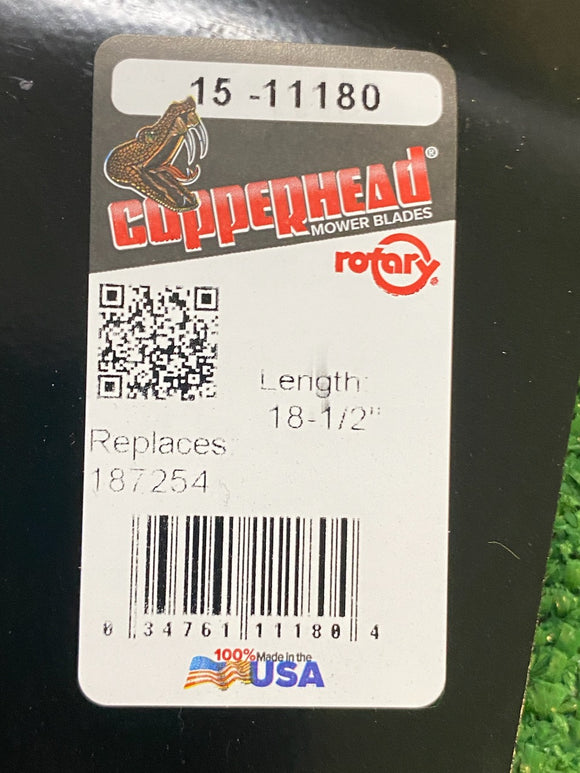 15 -11180
COPPERHEAD®
MOWER BLADES
rotary®
Length:
18-1/2"
Replaces
187254
0 34761 11180 4
100% Made in the
USA